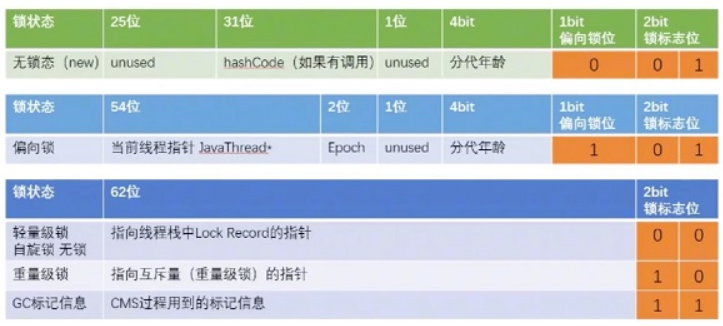 锁状态 25位 31位 1位 4bit 1bit 2bit
偏向锁位 锁标志位
无锁态（new） unused hashCode（如果有调用） unused 分代年龄 0 0 1
锁状态 54位 2位 1位 4bit 1bit 2bit
偏向锁位 锁标志位
偏向锁 当前线程指针 JavaThread* Epoch unused 分代年龄 1 0 1
锁状态 62位 2bit
锁标志位
轻量级锁 指向线程栈中Lock Record的指针 0 0
自旋锁 无锁
重量级锁 指向互斥量（重量级锁）的指针 1 0
GC标记信息 CMS过程用到的标记信息 1 1